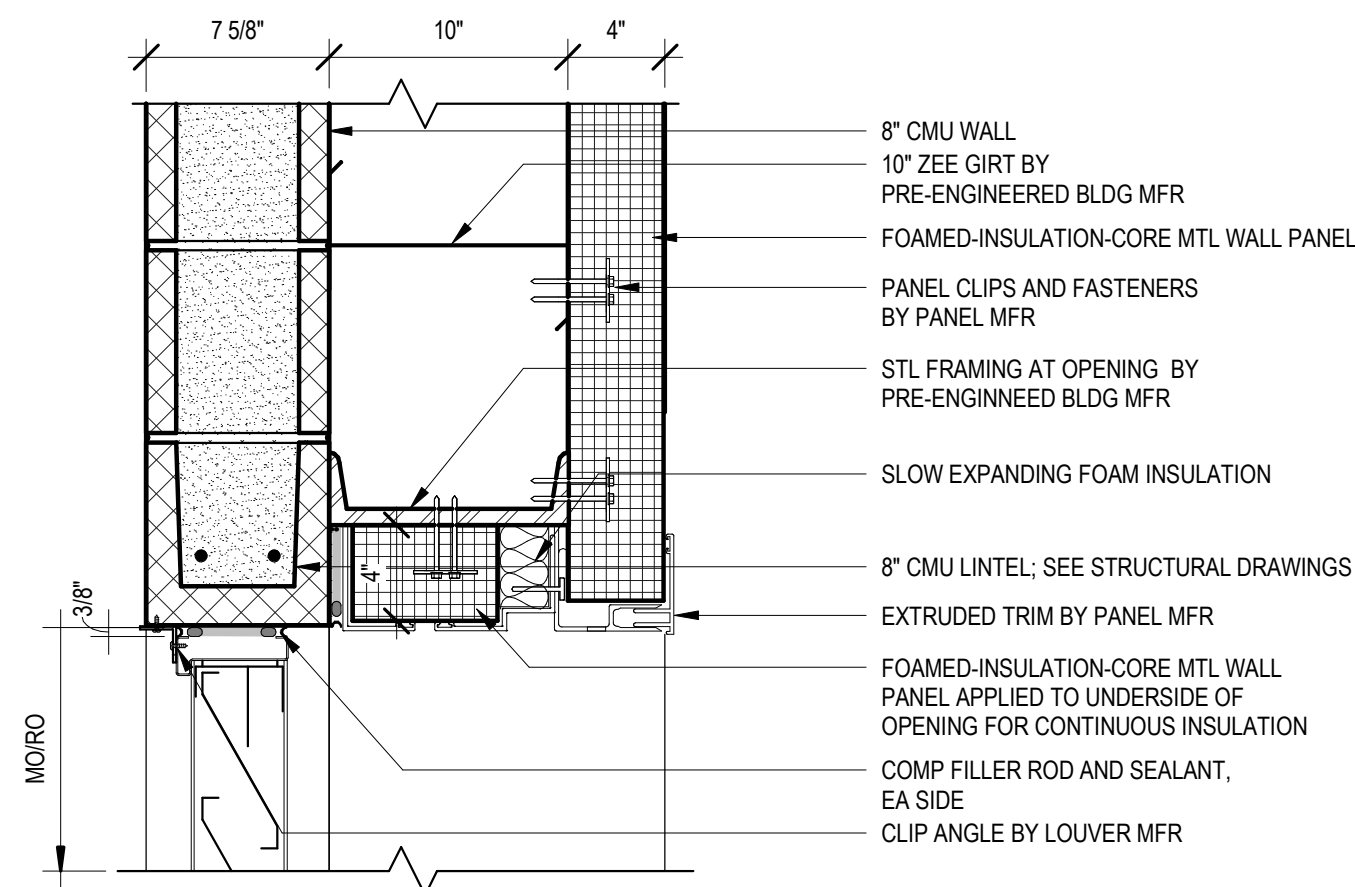 7 5/8"
10"
4"
8" CMU WALL
10" ZEE GIRT BY
PRE-ENGINEERED BLDG MFR
FOAMED-INSULATION-CORE MTL WALL PANEL
PANEL CLIPS AND FASTENERS
BY PANEL MFR
STL FRAMING AT OPENING BY
PRE-ENGINNEED BLDG MFR
SLOW EXPANDING FOAM INSULATION
8" CMU LINTEL; SEE STRUCTURAL DRAWINGS
EXTRUDED TRIM BY PANEL MFR
FOAMED-INSULATION-CORE MTL WALL
PANEL APPLIED TO UNDERSIDE OF
OPENING FOR CONTINUOUS INSULATION
COMP FILLER ROD AND SEALANT,
EA SIDE
CLIP ANGLE BY LOUVER MFR
4"
3/8"
MO/RO